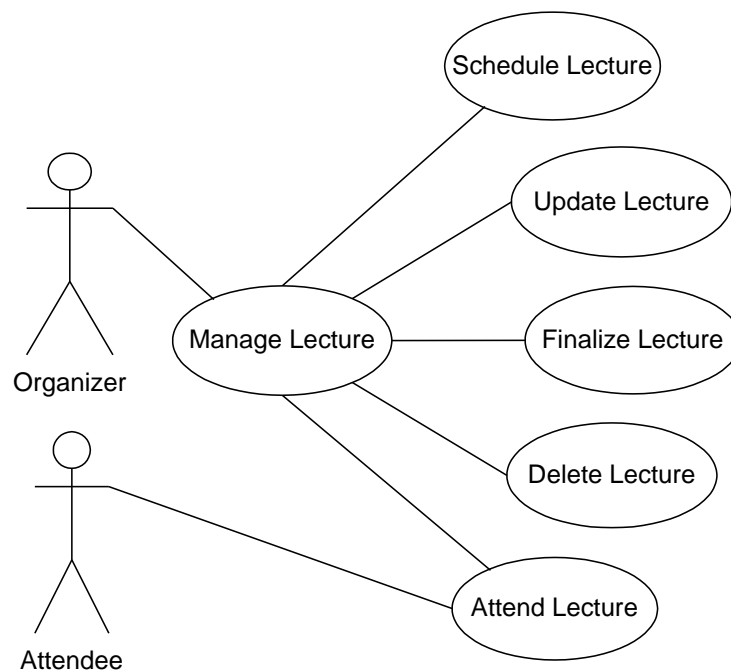 Schedule Lecture
Update Lecture
Manage Lecture
Finalize Lecture
Organizer
Delete Lecture
Attend Lecture
Attendee